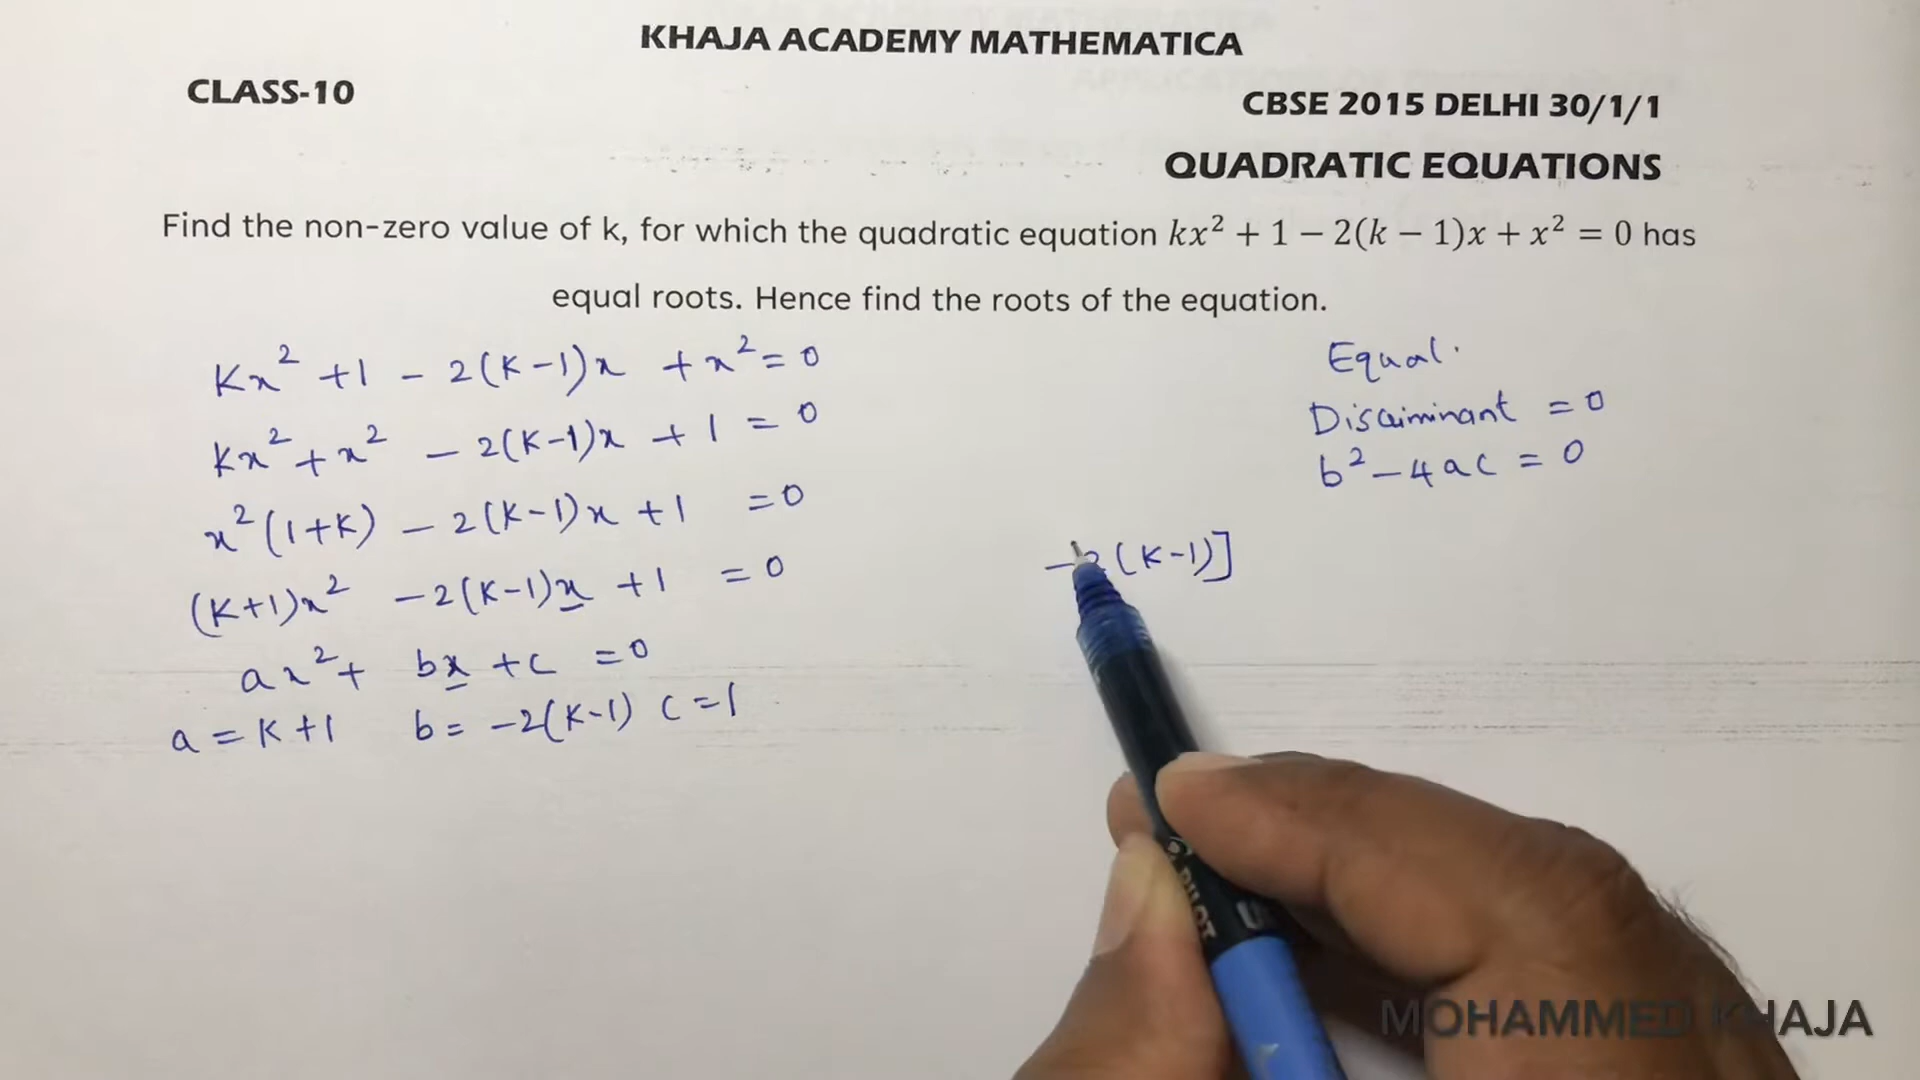 KHAJA ACADEMY MATHEMATICA
CLASS-10
CBSE 2015 DELHI 30/1/1
QUADRATIC EQUATIONS
Find the non-zero value of k, for which the quadratic equation kx² + 1 − 2(k − 1)x + x² = 0 has
equal roots. Hence find the roots of the equation.
Kx² +1 - 2(K-1)x +x² = 0
Kx² + x² - 2(K-1)x + 1 = 0
x²(1+K) - 2(K-1)x + 1 = 0
(K+1)x² - 2(K-1)x + 1 = 0
ax² + bx + c = 0
a = K+1 b = -2(K-1) c = 1
Equal.
Disciminant = 0
b² - 4ac = 0
-2(K-1)]
PILOT
MOHAMMED KHAJA